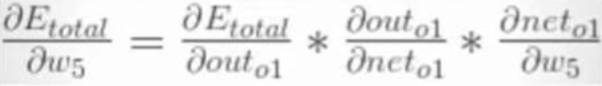 ∂E_total/∂w_5 = ∂E_total/∂out_o1 * ∂out_o1/∂net_o1 * ∂net_o1/∂w_5